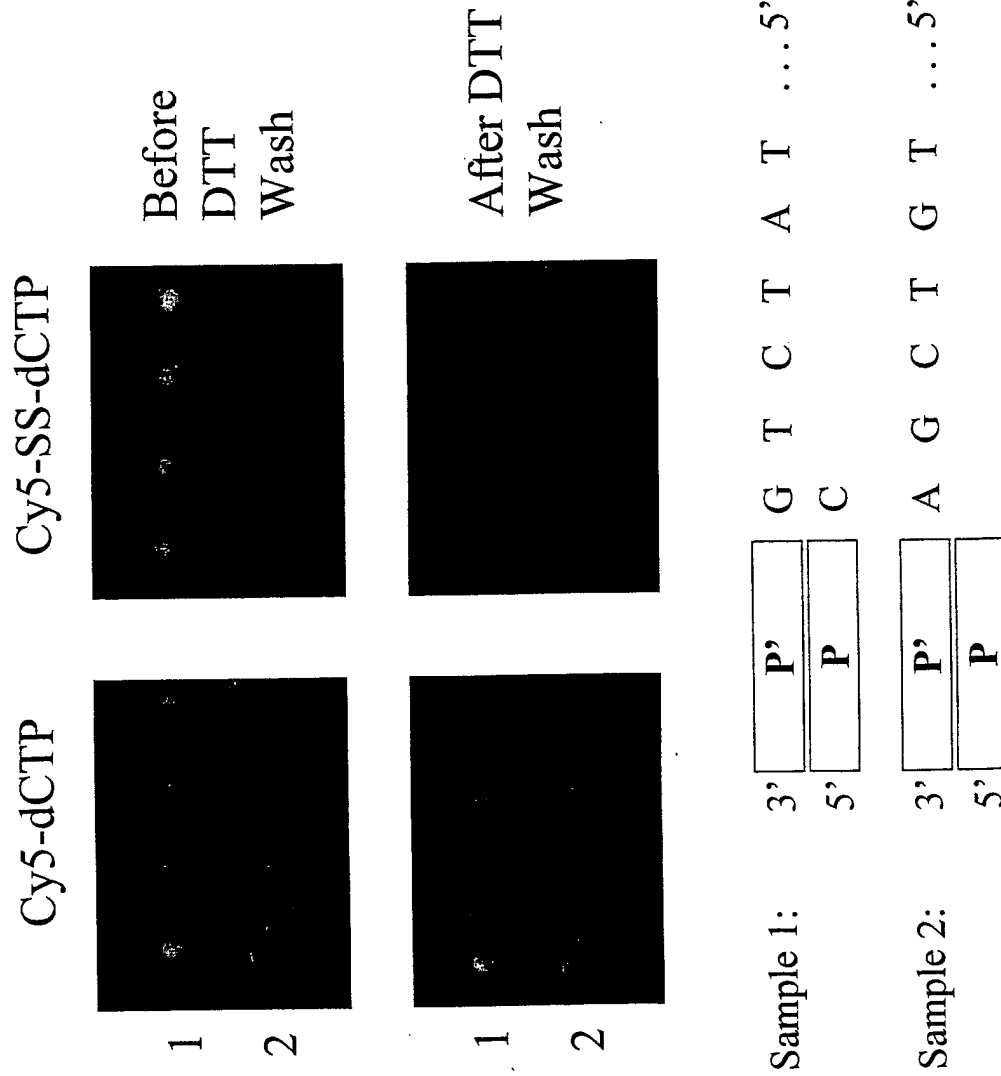 Cy5-dCTP
Cy5-SS-dCTP
1
2
Before
DTT
Wash
1
2
After DTT
Wash
Sample 1:
3’ P’ G T C T A T ....5’
5’ P C
Sample 2:
3’ P’ A G C T G T ....5’
5’ P